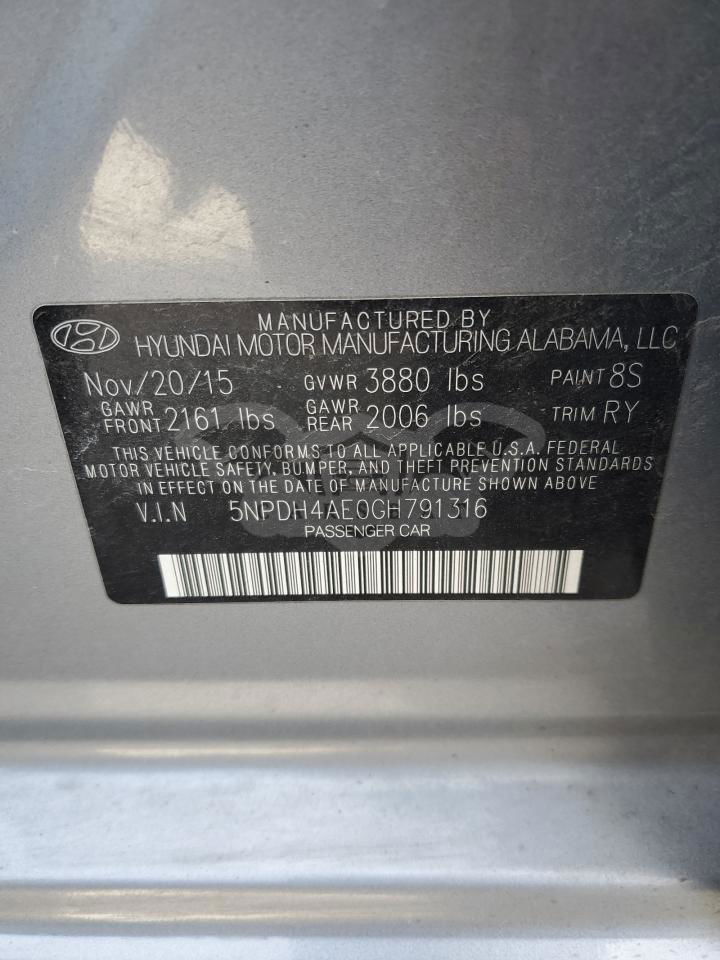 MANUFACTURED BY
HYUNDAI MOTOR MANUFACTURING ALABAMA, LLC
Nov/20/15 GVWR 3880 lbs PAINT 8S
GAWR FRONT 2161 lbs GAWR REAR 2006 lbs TRIM RY
THIS VEHICLE CONFORMS TO ALL APPLICABLE U.S.A. FEDERAL
MOTOR VEHICLE SAFETY, BUMPER, AND THEFT PREVENTION STANDARDS
IN EFFECT ON THE DATE OF MANUFACTURE SHOWN ABOVE
V.I.N 5NPDH4AE0GH791316
PASSENGER CAR